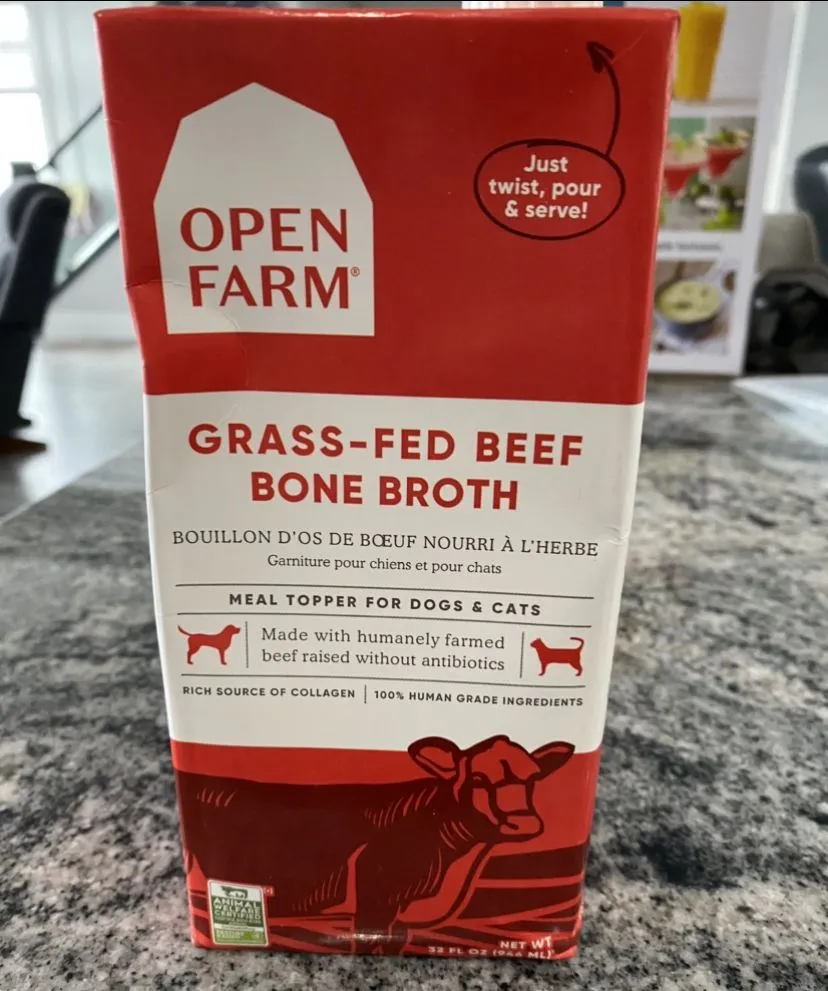 OPEN
FARM®
Just
twist, pour
& serve!
GRASS-FED BEEF
BONE BROTH
BOUILLON D'OS DE BŒUF NOURRI À L'HERBE
Garniture pour chiens et pour chats
MEAL TOPPER FOR DOGS & CATS
Made with humanely farmed
beef raised without antibiotics
RICH SOURCE OF COLLAGEN | 100% HUMAN GRADE INGREDIENTS
ANIMAL
WELFARE
CERTIFIED
NET WT
32 FL OZ (946 ML)